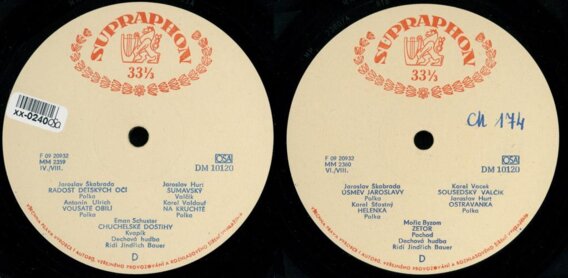 SUPRAPHON
33⅓
xx-0240
F 09 20932
MM 2359
IV./VIII.
OSA
DM 10120
Jaroslav Škabrada
RADOST DĚTSKÝCH OČÍ
Polka
Antonín Ulrich
VOUSATÉ OBILÍ
Polka
Jaroslav Hurt
ŠUMAVSKÝ
Valčík
Karel Valdauf
NA KRUCHTĚ
Polka
Eman Schuster
CHUCHELSKÉ DOSTIHY
Kvapík
Dechová hudba
Řídí Jindřich Bauer
D
SUPRAPHON
33⅓
Ch 174
F 09 20932
MM 2360
VI./VIII.
OSA
DM 10120
Jaroslav Škabrada
ÚSMĚV JAROSLAVY
Polka
Karel Šťastný
HELENKA
Polka
Karel Vacek
SOUSEDSKÝ VALČÍK
Jaroslav Hurt
OSTRAVANKA
Polka
ZETOR
Pochod
Dechová hudba
Řídí Jindřich Bauer
D